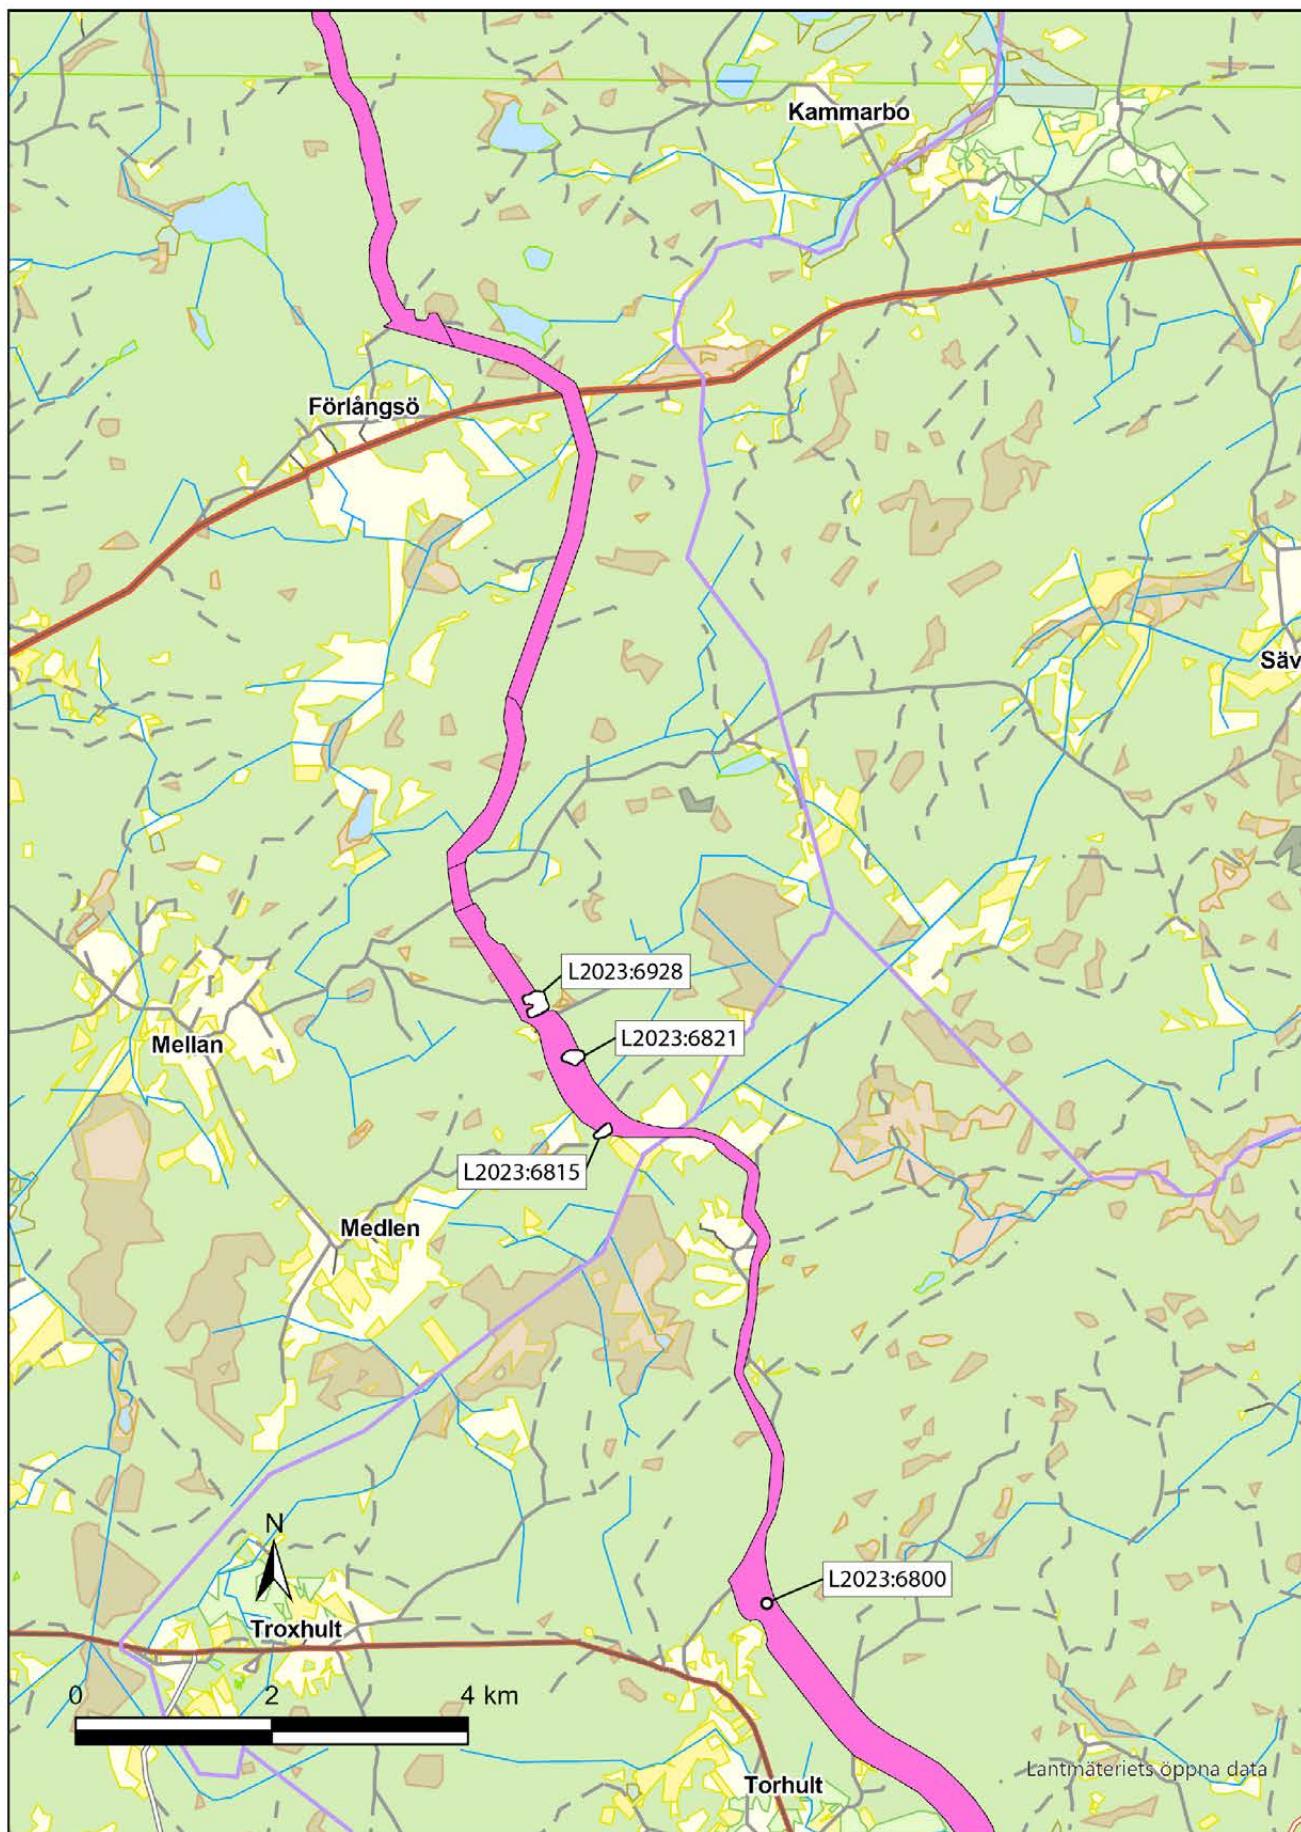 Kammarbo
Förlångsö
Säv
L2023:6928
L2023:6821
Mellan
L2023:6815
Medlen
L2023:6800
N
Troxhult
0 2 4 km
Lantmäteriets öppna data
Torhult